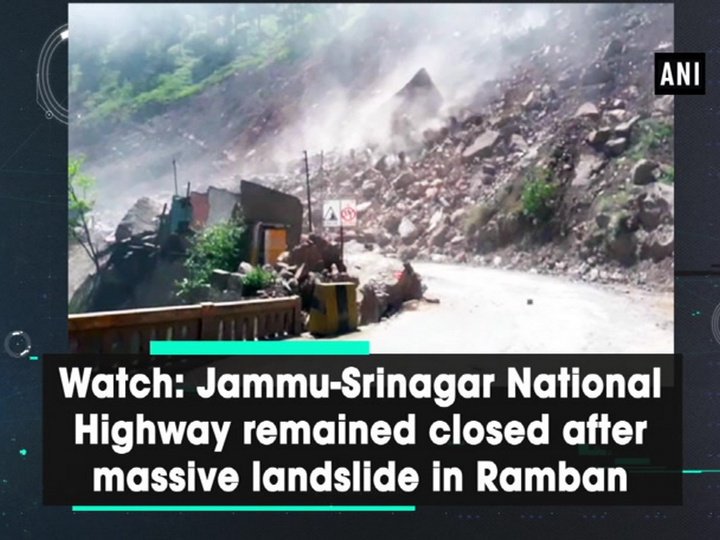 ANI
Watch: Jammu-Srinagar National
Highway remained closed after
massive landslide in Ramban